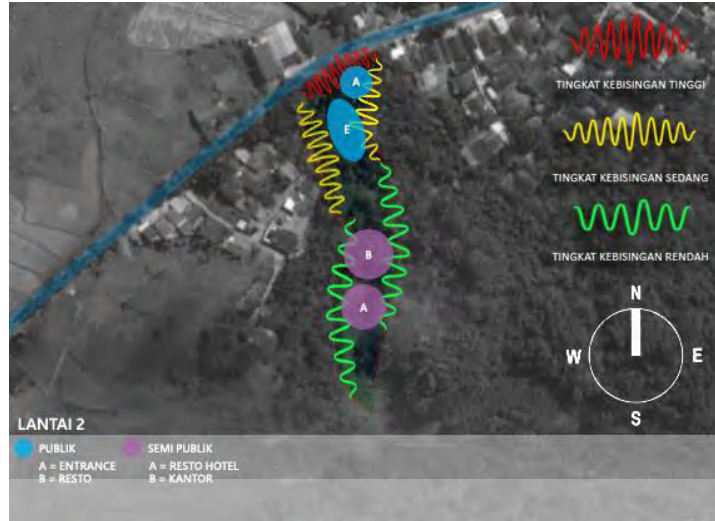 A
TINGKAT KEBISINGAN TINGGI
E
TINGKAT KEBISINGAN SEDANG
B
TINGKAT KEBISINGAN RENDAH
A
N
W E
S
LANTAI 2
PUBLIK SEMI PUBLIK
A = ENTRANCE A = RESTO HOTEL
B = RESTO B = KANTOR